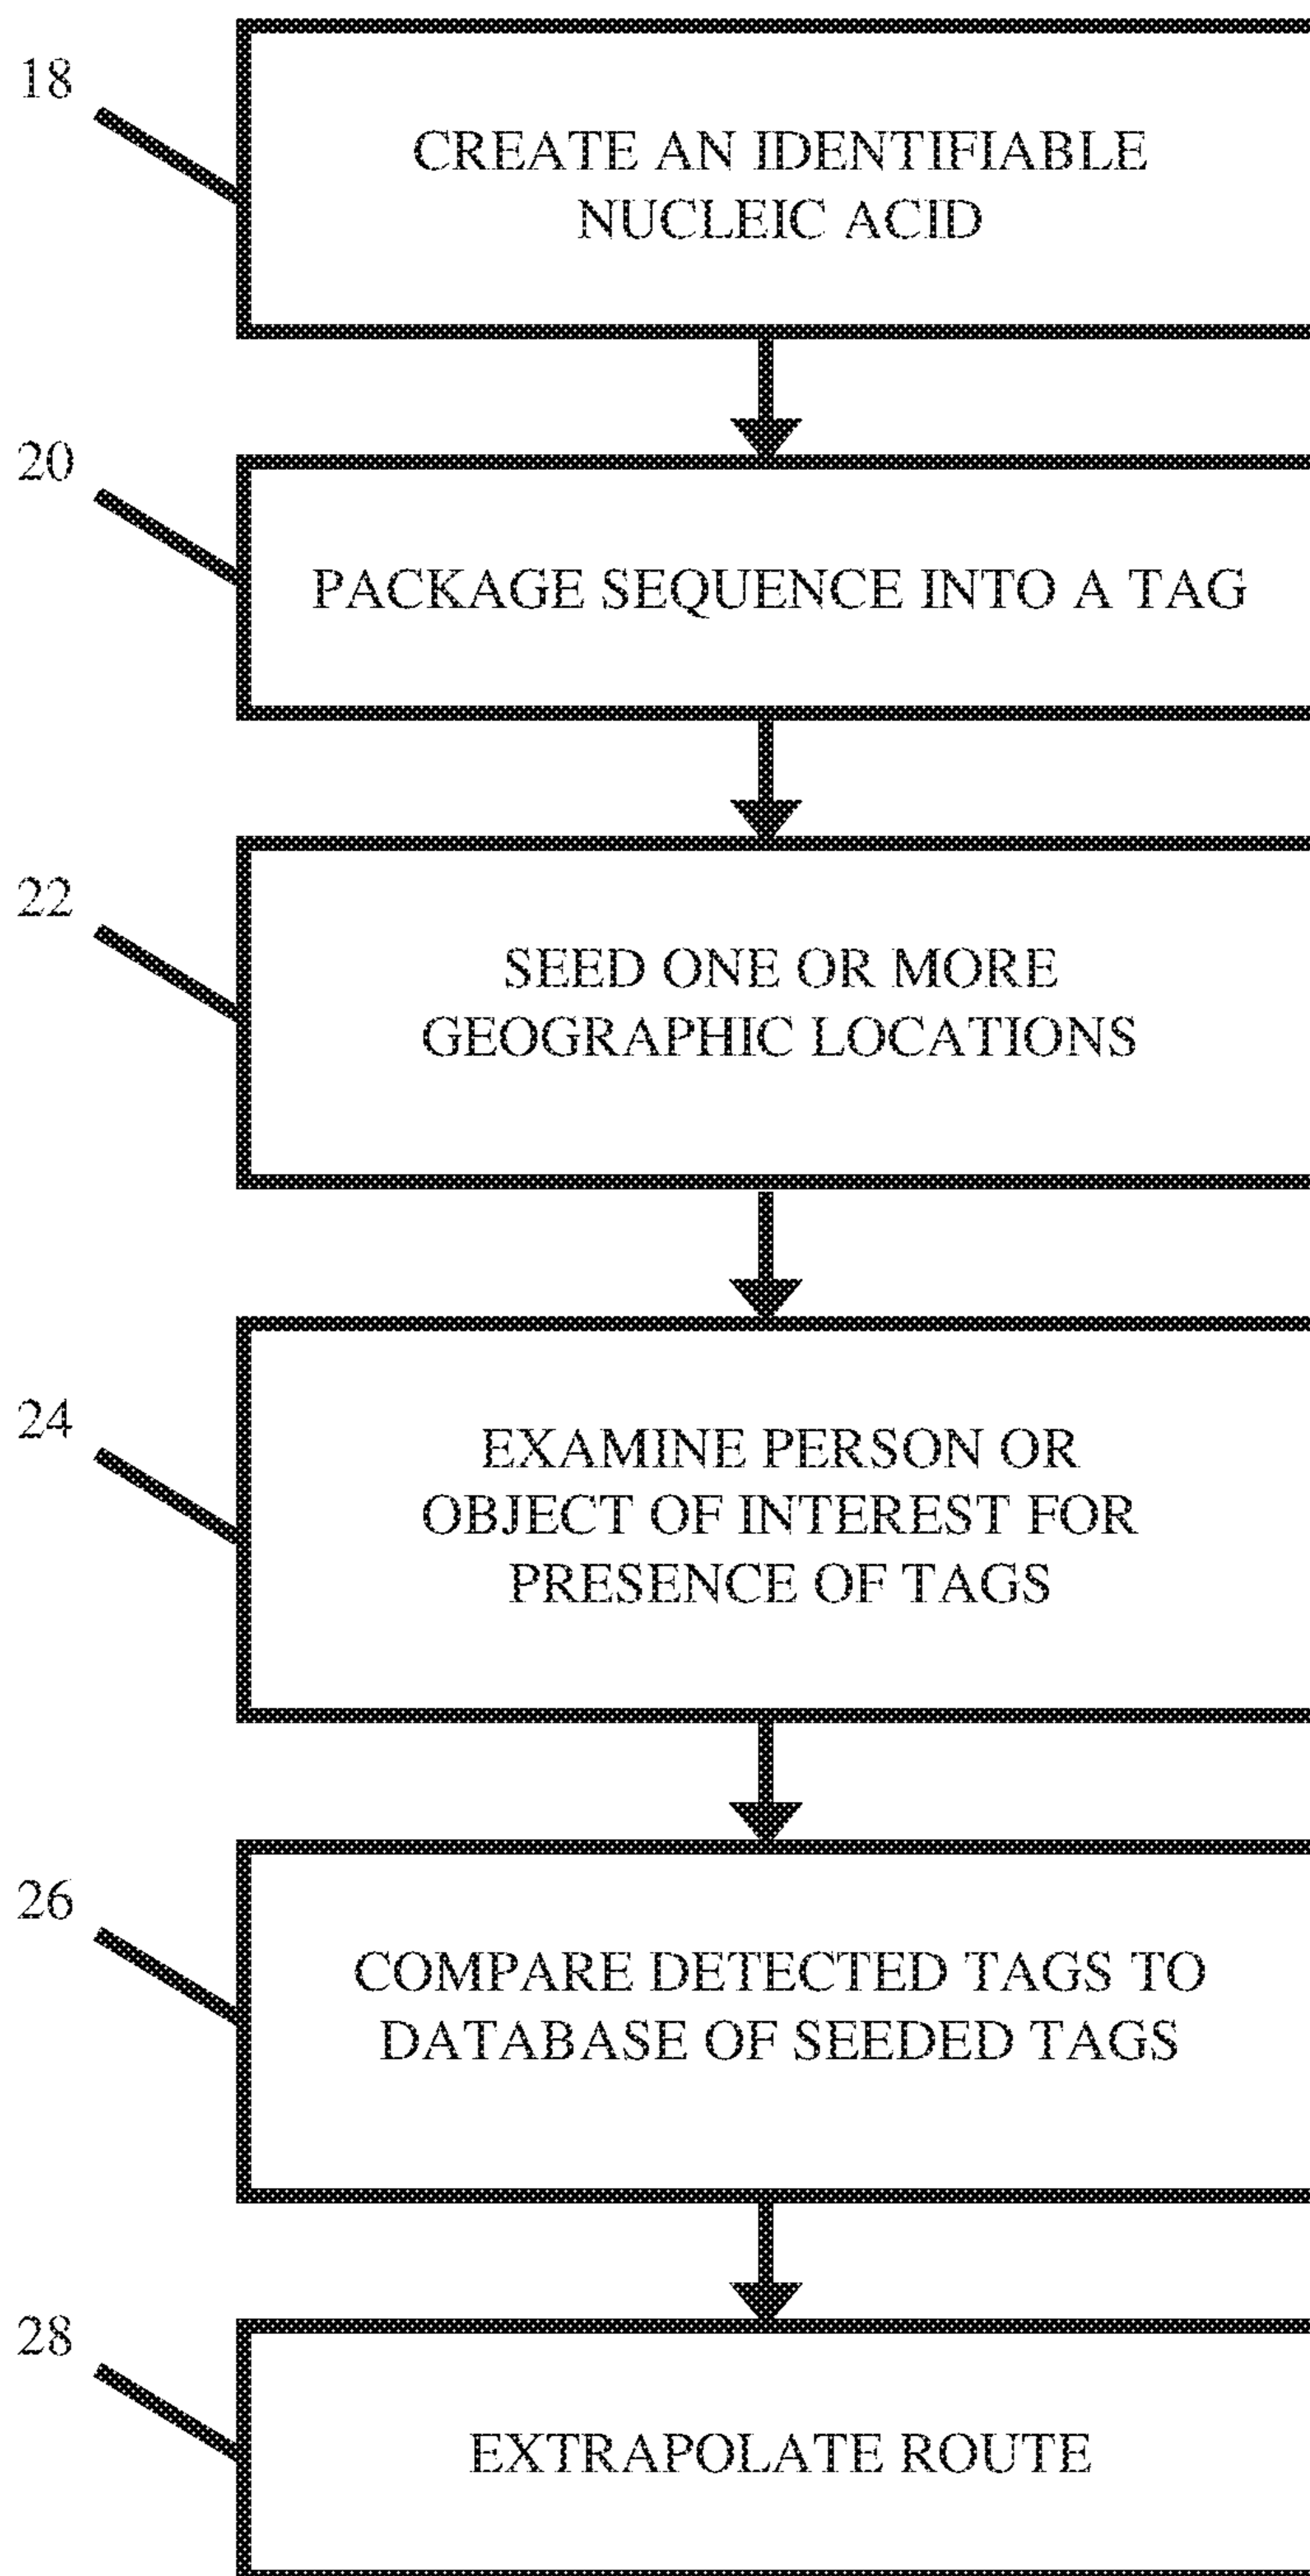 18
CREATE AN IDENTIFIABLE
NUCLEIC ACID
20
PACKAGE SEQUENCE INTO A TAG
22
SEED ONE OR MORE
GEOGRAPHIC LOCATIONS
24
EXAMINE PERSON OR
OBJECT OF INTEREST FOR
PRESENCE OF TAGS
26
COMPARE DETECTED TAGS TO
DATABASE OF SEEDED TAGS
28
EXTRAPOLATE ROUTE